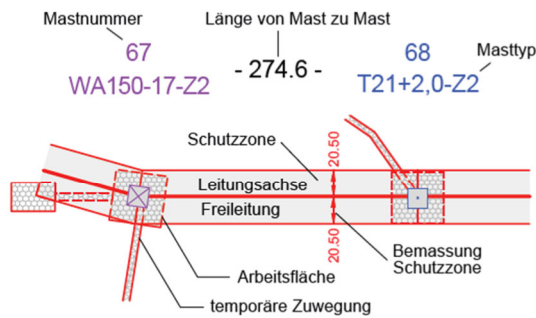 Mastnummer
Länge von Mast zu Mast
67
- 274.6 -
68
Masttyp
WA150-17-Z2
T21+2,0-Z2
Schutzzone
20.50
Leitungsachse
Freileitung
20.50
Bemassung
Schutzzone
Arbeitsfläche
temporäre Zuwegung